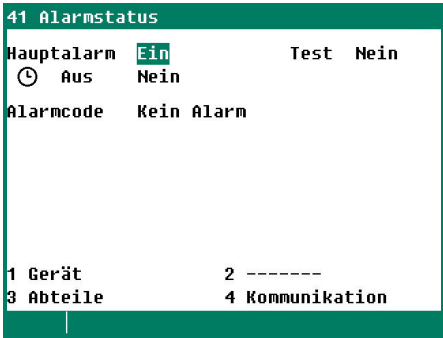 41 Alarmstatus
Hauptalarm Ein Test Nein
Aus Nein
Alarmcode Kein Alarm
1 Gerät 2 -------
3 Abteile 4 Kommunikation